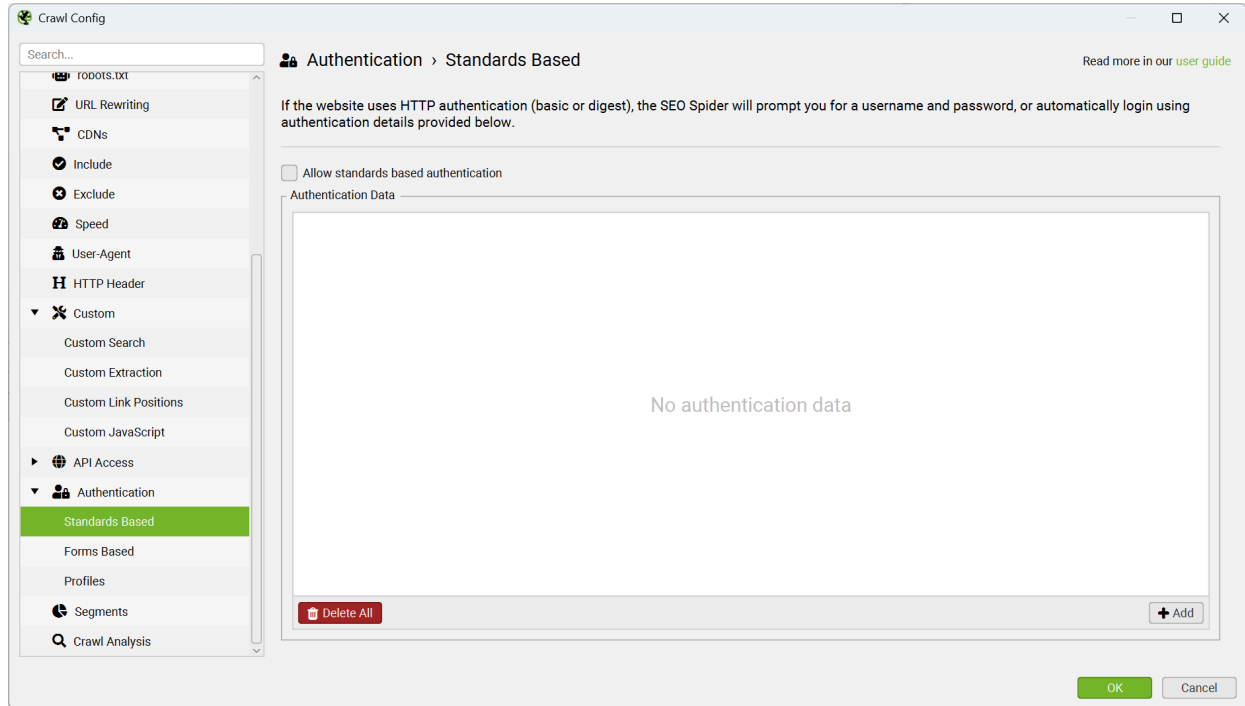 Crawl Config
Search...
robots.txt
URL Rewriting
CDNs
Include
Exclude
Speed
User-Agent
HTTP Header
Custom
Custom Search
Custom Extraction
Custom Link Positions
Custom JavaScript
API Access
Authentication
Standards Based
Forms Based
Profiles
Segments
Crawl Analysis
Authentication › Standards Based
Read more in our user guide
If the website uses HTTP authentication (basic or digest), the SEO Spider will prompt you for a username and password, or automatically login using
authentication details provided below.
Allow standards based authentication
Authentication Data
No authentication data
Delete All
Add
OK
Cancel